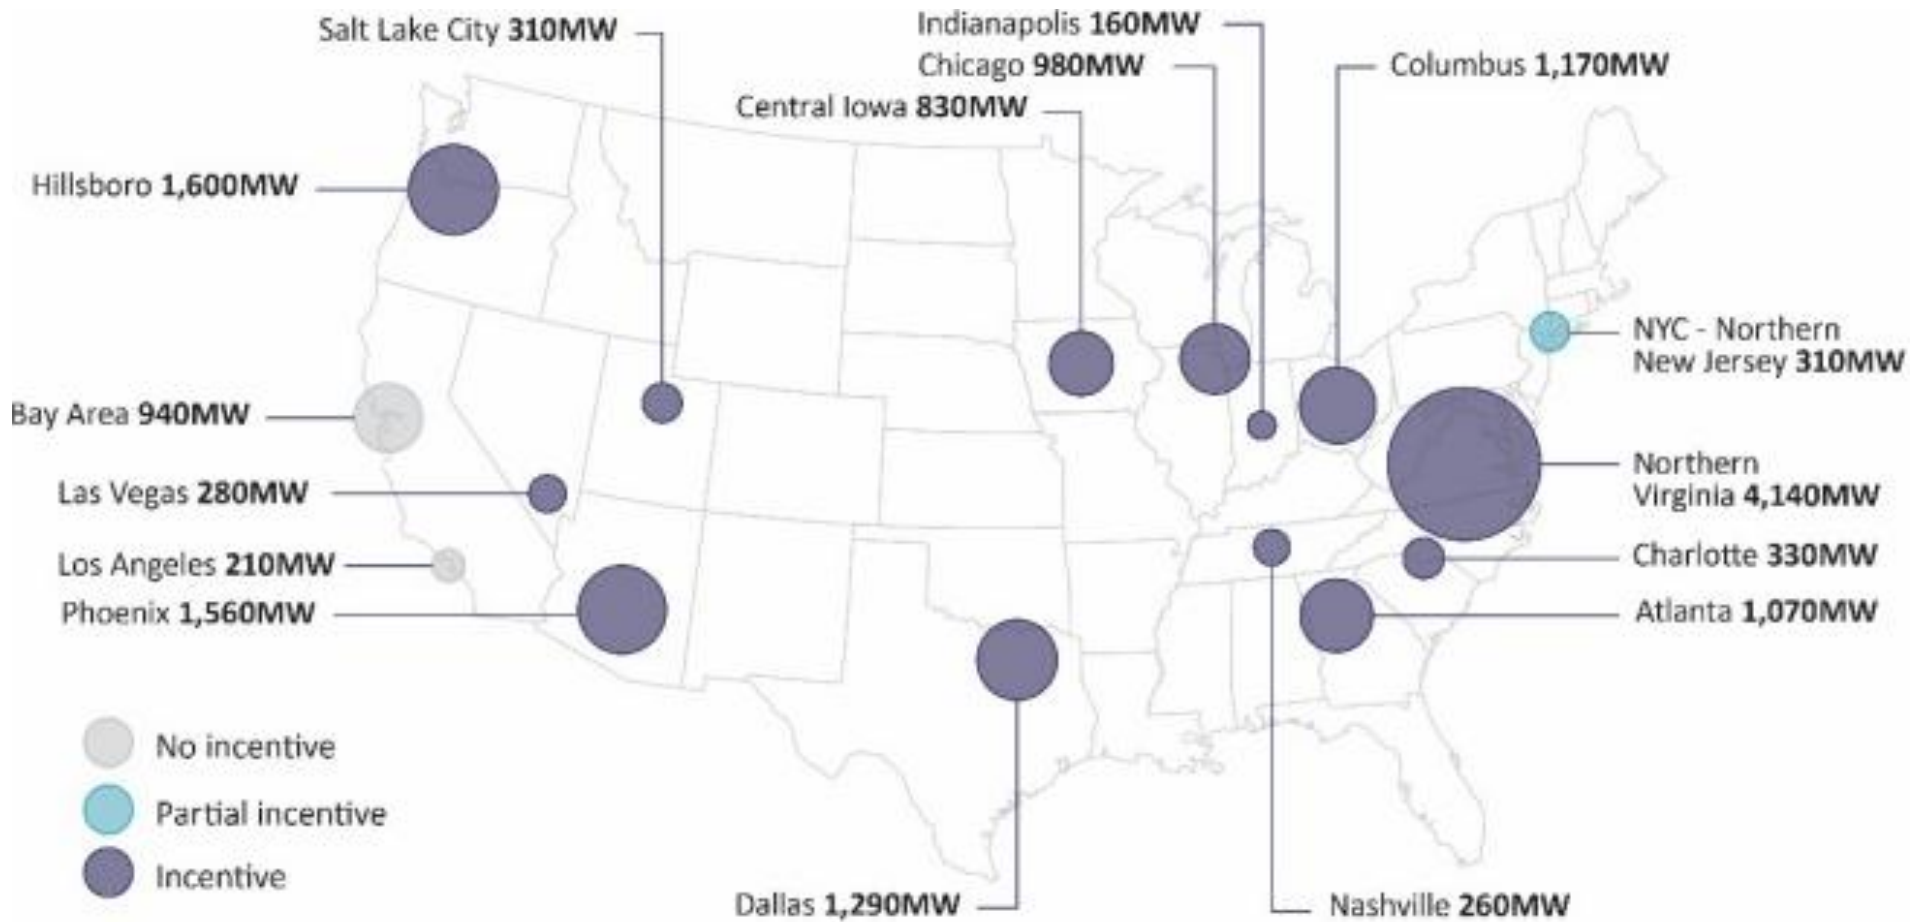 Salt Lake City 310MW
Indianapolis 160MW
Chicago 980MW
Columbus 1,170MW
Central Iowa 830MW
Hillsboro 1,600MW
NYC - Northern
New Jersey 310MW
Bay Area 940MW
Northern
Virginia 4,140MW
Las Vegas 280MW
Charlotte 330MW
Los Angeles 210MW
Phoenix 1,560MW
Atlanta 1,070MW
No incentive
Partial incentive
Incentive
Dallas 1,290MW
Nashville 260MW